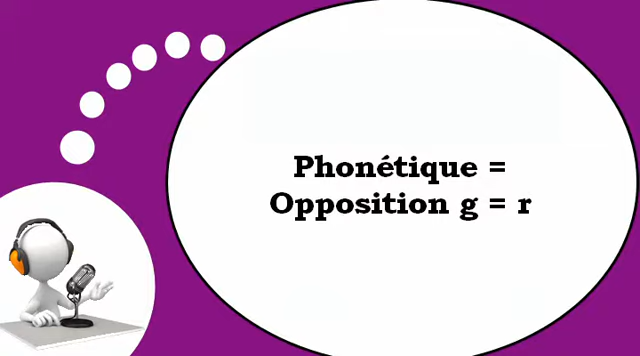 Phonétique =
Opposition g = r